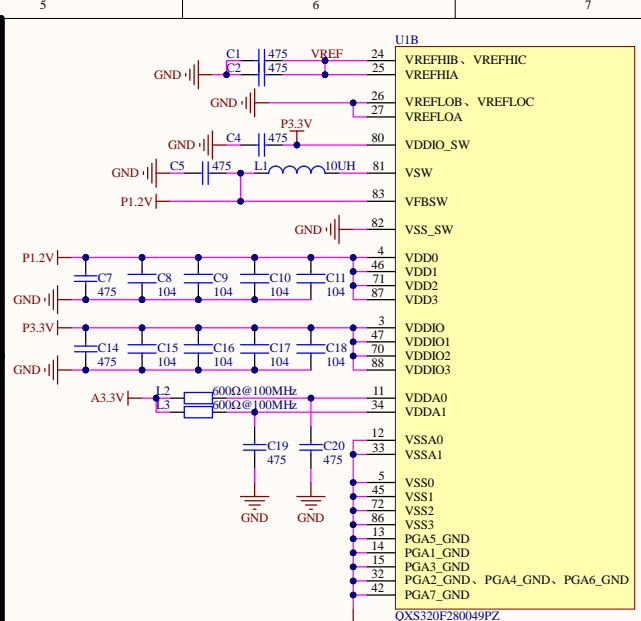 5 6 7
U1B
C1 475 VREF 24 VREFHIB、VREFHIC
GND C2 475 25 VREFHIA
GND 26 VREFLOB、VREFLOC
27 VREFLOA
P3.3V
GND C4 475 80 VDDIO_SW
GND C5 475 L1 10UH 81 VSW
P1.2V 83 VFBSW
GND 82 VSS_SW
P1.2V 4 VDD0
46 VDD1
C7 C8 C9 C10 C11 71 VDD2
475 104 104 104 104
GND 87 VDD3
P3.3V 3 VDDIO
47 VDDIO1
C14 C15 C16 C17 C18 70 VDDIO2
475 104 104 104 104
GND 88 VDDIO3
A3.3V L2 600Ω@100MHz 11 VDDA0
L3 600Ω@100MHz 34 VDDA1
12 VSSA0
C19 C20 33 VSSA1
475 475
5 VSS0
45 VSS1
72 VSS2
GND GND 86 VSS3
13 PGA5_GND
14 PGA1_GND
15 PGA3_GND
32 PGA2_GND、PGA4_GND、PGA6_GND
42 PGA7_GND
QXS320F280049PZ